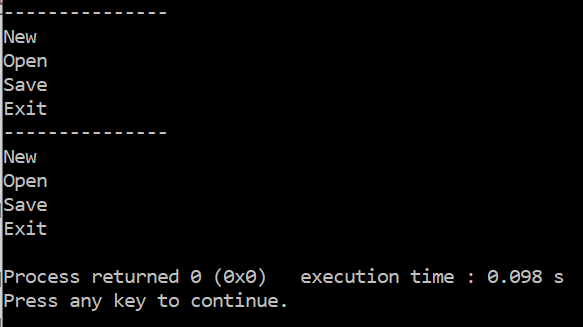 ---------------
New
Open
Save
Exit
---------------
New
Open
Save
Exit
Process returned 0 (0x0)   execution time : 0.098 s
Press any key to continue.